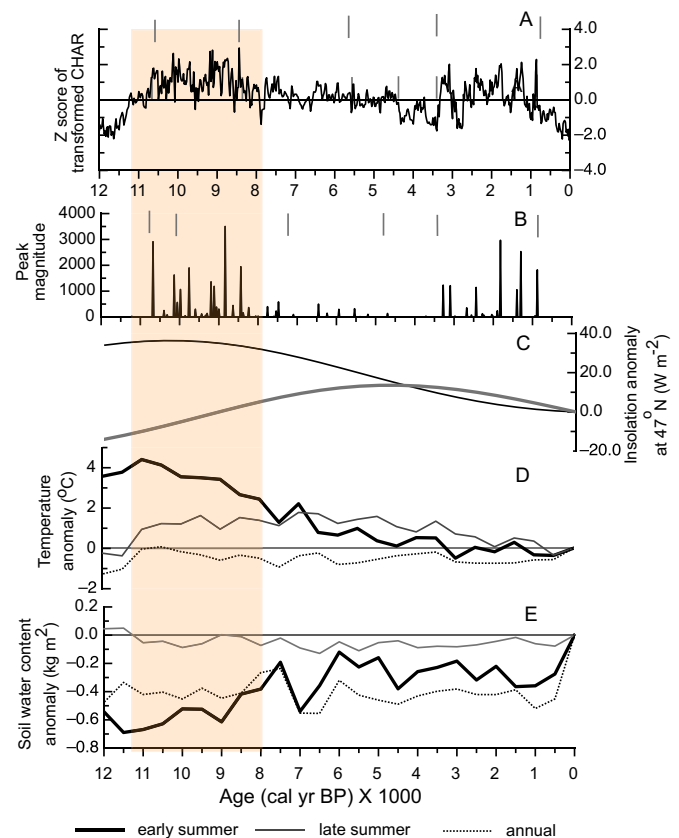 A
Z score of
transformed CHAR
4.0
2.0
0.0
−2.0
−4.0
12 11 10 9 8 7 6 5 4 3 2 1 0
B
Peak
magnitude
4000
3000
2000
1000
0
C
40.0
20.0
0.0
−20.0
Insolation anomaly
at 47 N (W m-2)
o
D
Temperature
anomaly (OC)
4
2
0
−2
E
Soil water content
anomaly (kg m2)
0.2
0.0
−0.2
−0.4
−0.6
−0.8
12 11 10 9 8 7 6 5 4 3 2 1 0
Age (cal yr BP) X 1000
early summer late summer annual